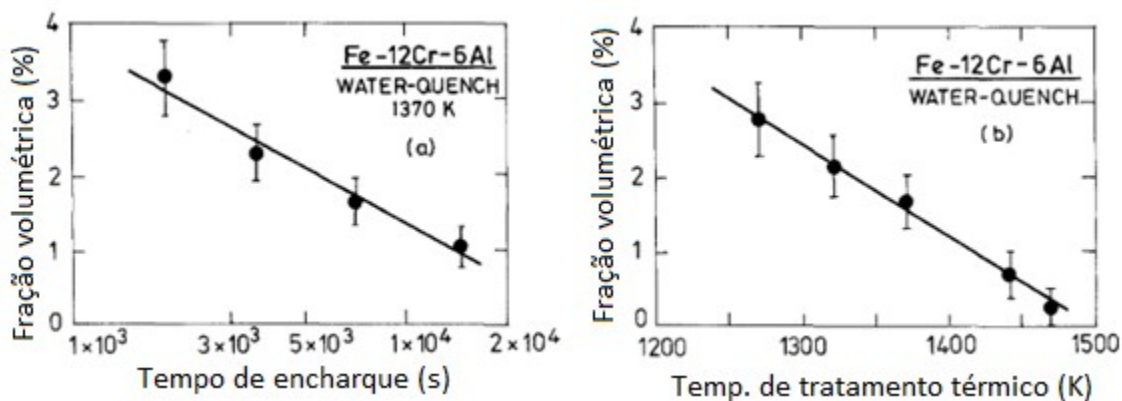 Fração volumétrica (%)
4
3
2
1
0
Fe-12Cr-6Al
WATER-QUENCH
1370 K
(a)
1×10³
3×10³
5×10³
1×10⁴
2×10⁴
Tempo de encharque (s)
Fração volumétrica (%)
4
3
2
1
0
Fe-12Cr-6Al
WATER-QUENCH
(b)
1200
1300
1400
1500
Temp. de tratamento térmico (K)